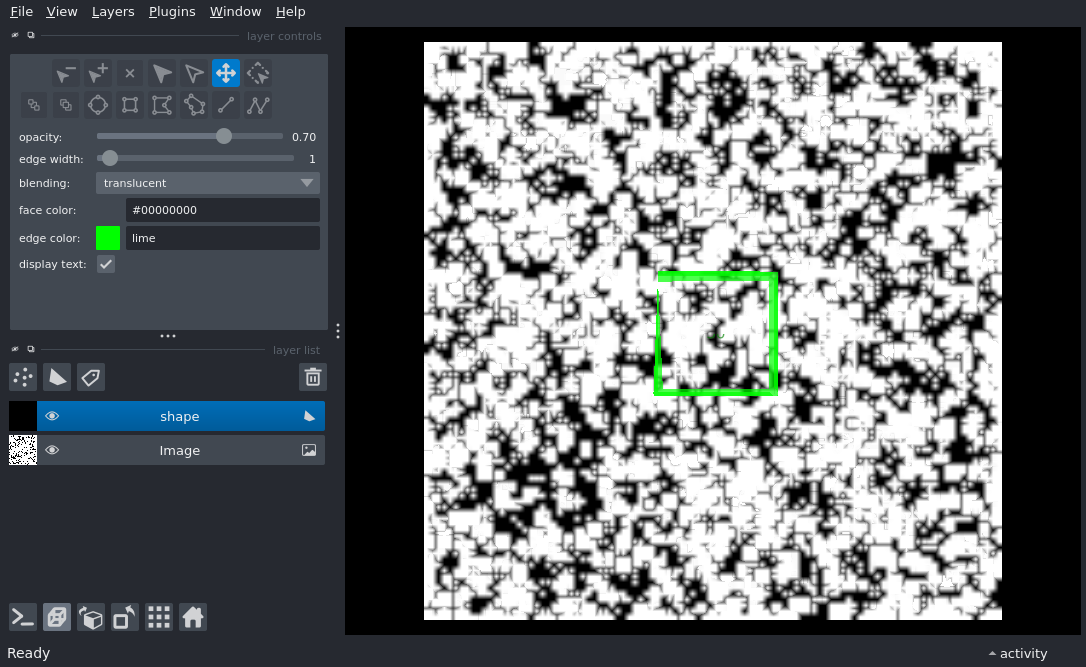 File View Layers Plugins Window Help
layer controls
opacity: 0.70
edge width: 1
blending: translucent
face color: #00000000
edge color: lime
display text:
layer list
shape
Image
Ready
activity